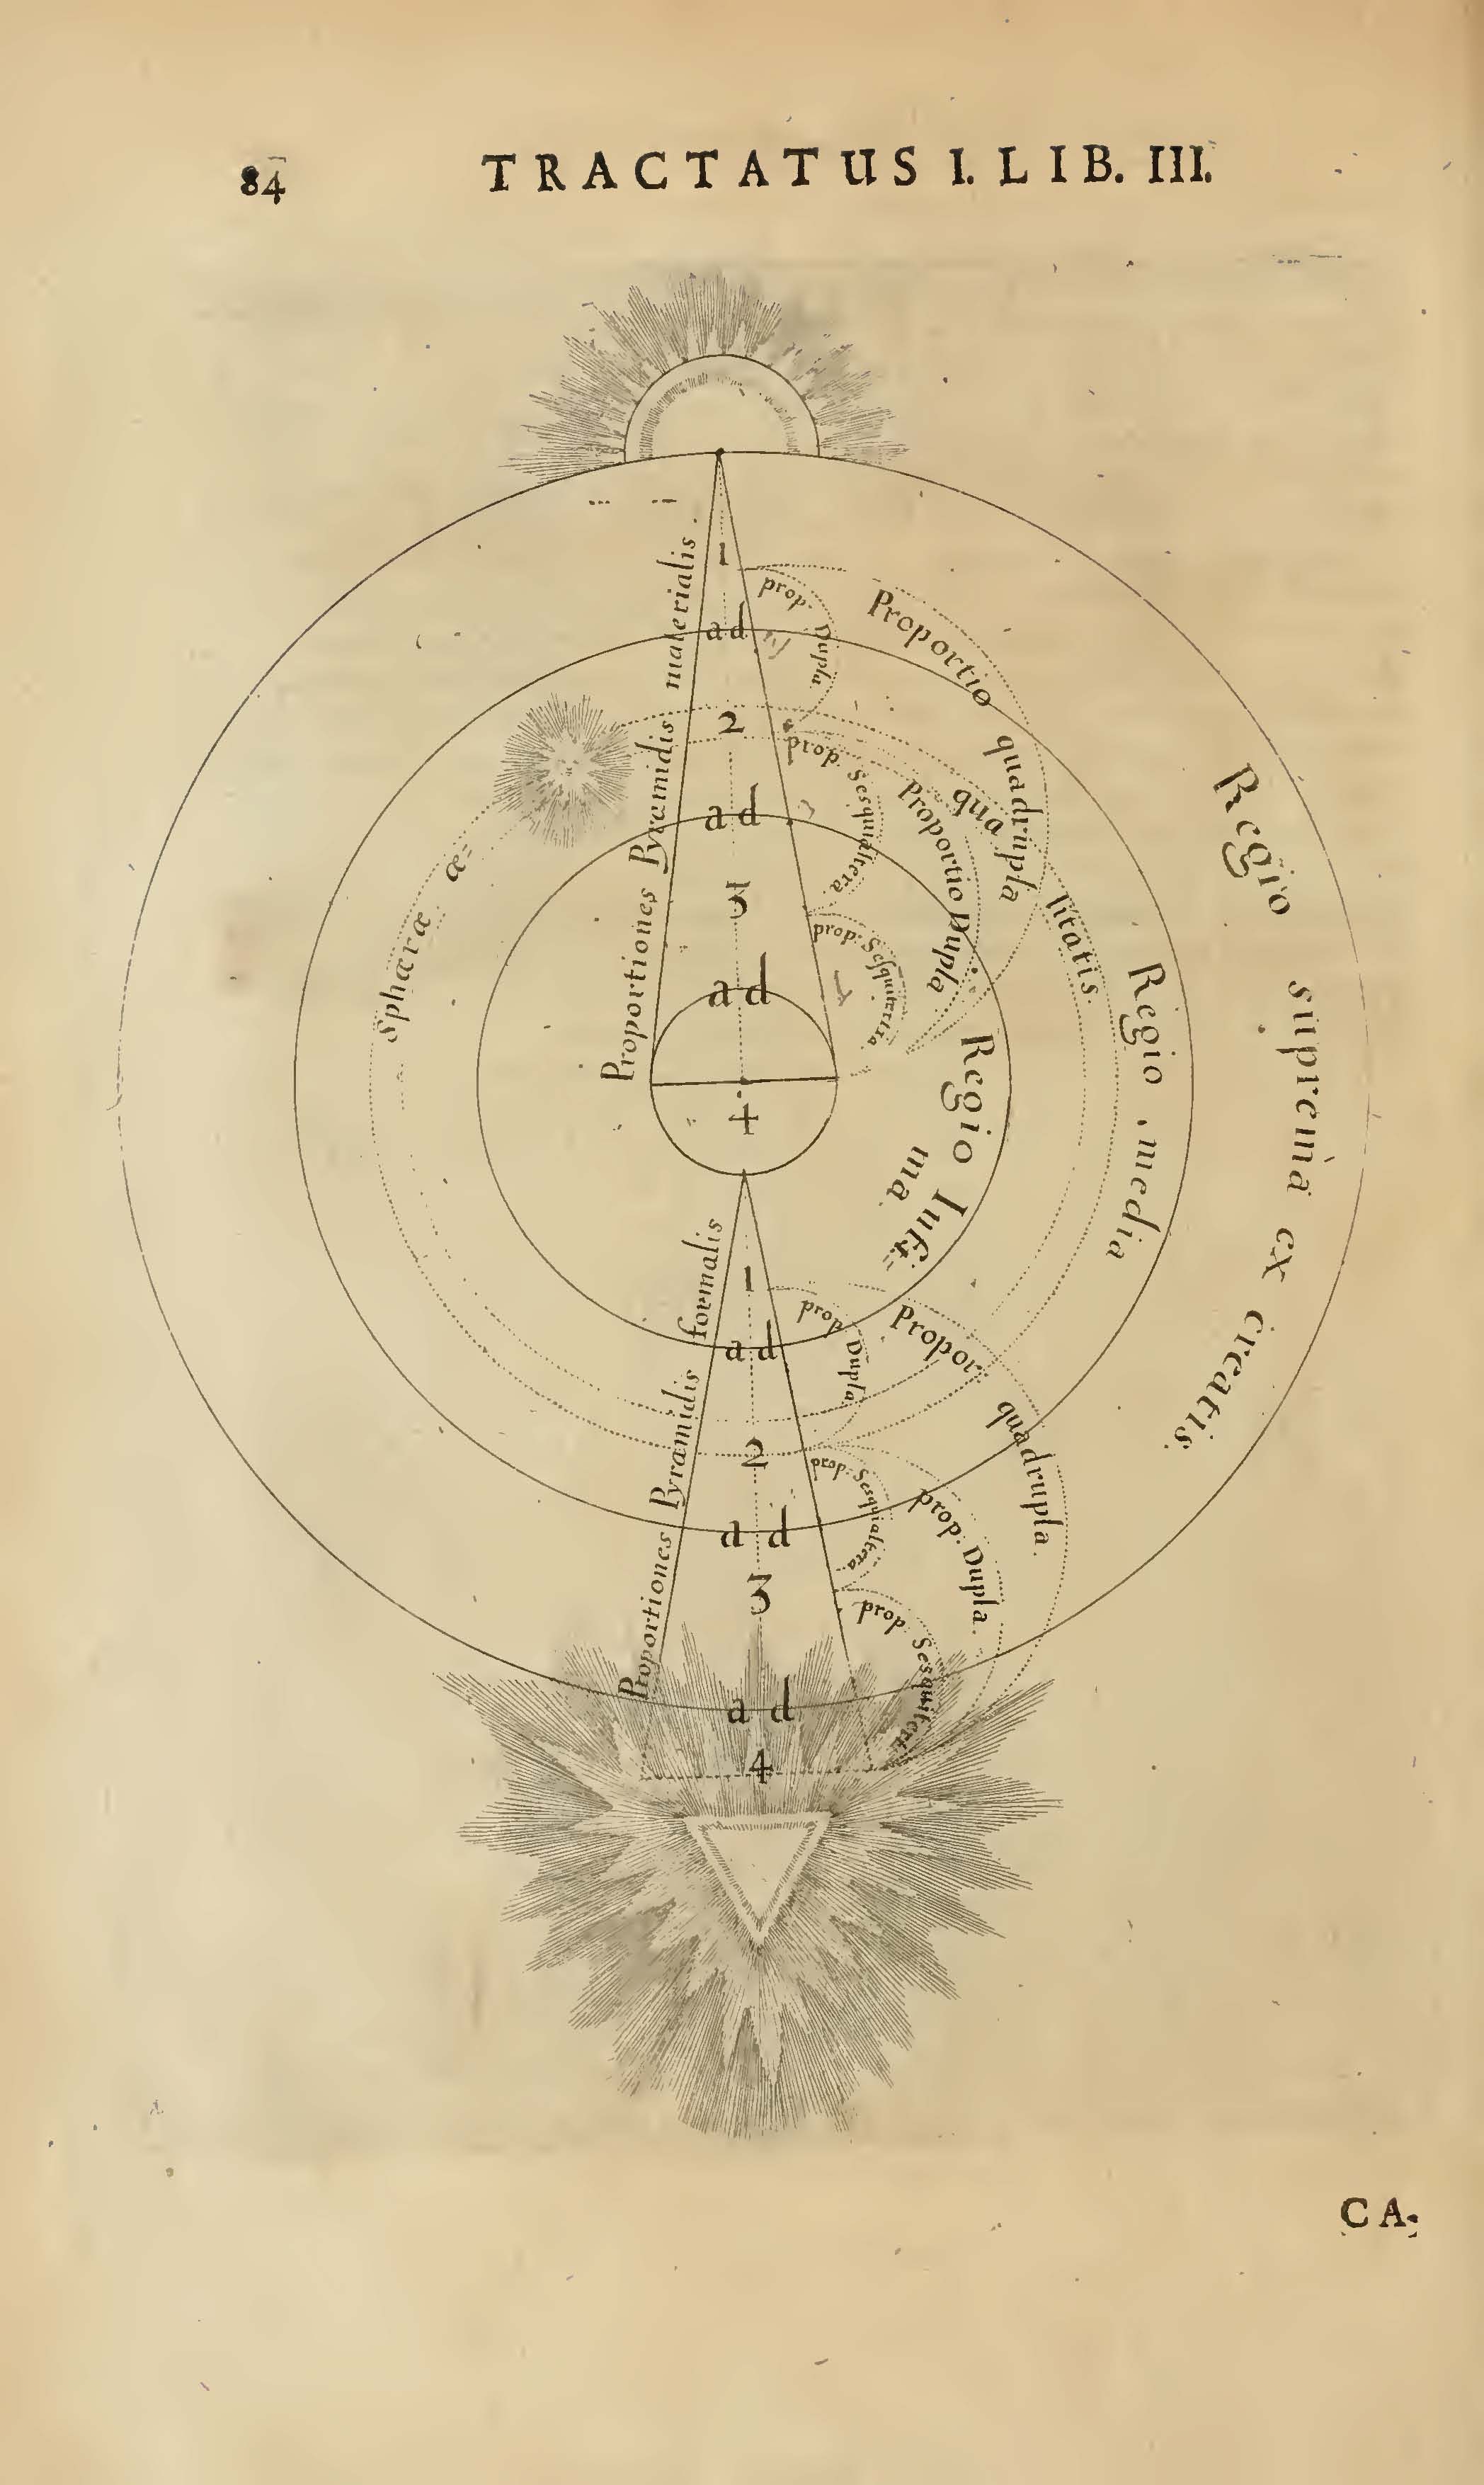 84
TRACTATUS I. LIB. III.
Proportiones Pyramidis materialis.
1
ad
2
ad
3
ad
4
prop. Dupla
prop. Sesquialtera
prop. Sesquitertia
Proportio Dupla
Proportio quadrupla
Sphæræ æ=
qua
litatis.
Regio Infi=
ma.
Regio media
Regio suprema ex creatis.
Proportiones Pyramidis formalis
1
ad
2
ad
3
ad
4
prop. Dupla
prop. Sesquialtera
prop. Sesquiterti
prop. Dupla
Propor. quadrupla.
CA-